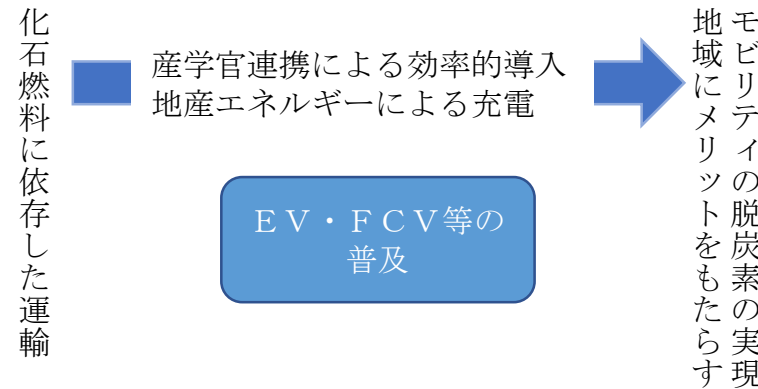 化石燃料に依存した運輸
産学官連携による効率的導入
地産エネルギーによる充電
ＥＶ・ＦＣＶ等の
普及
モビリティの脱炭素の実現
地域にメリットをもたらす